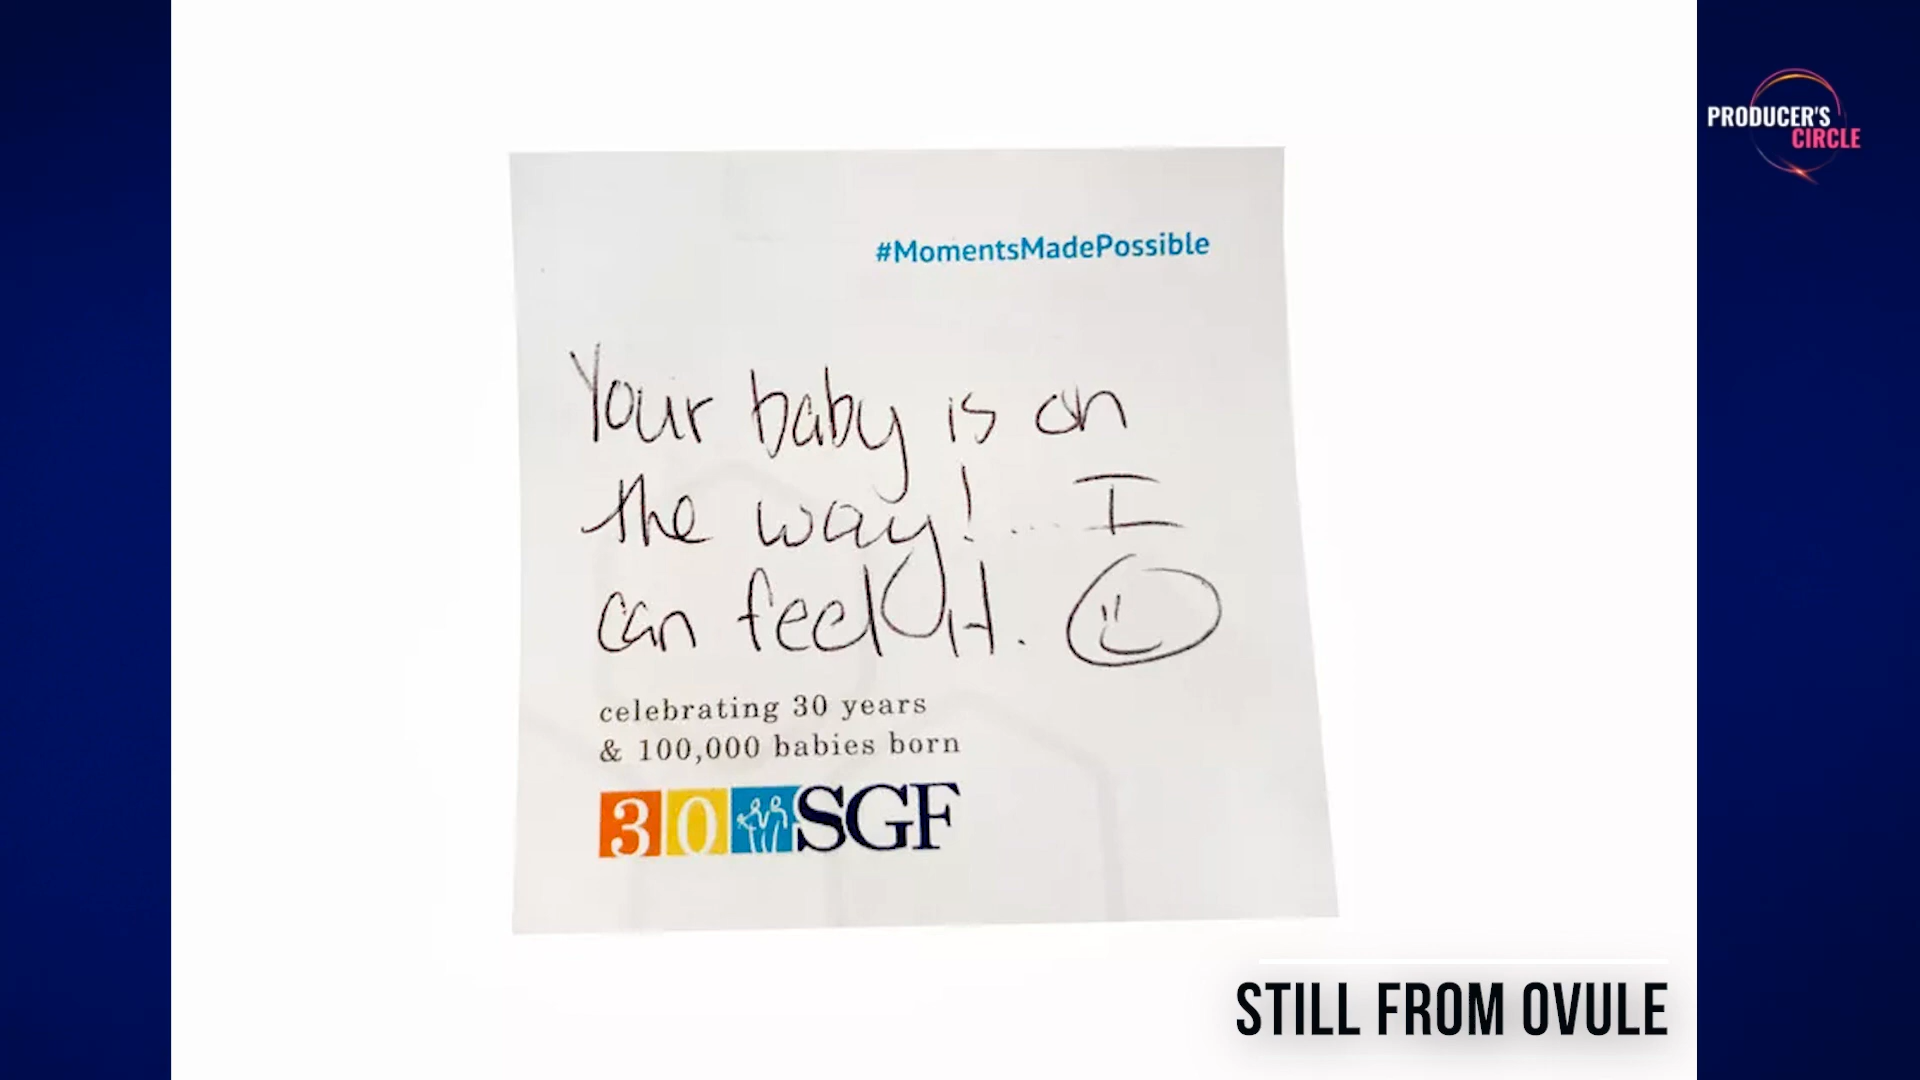 PRODUCER'S
CIRCLE
#MomentsMadePossible
Your baby is on
the way! ... I
can feel it.
celebrating 30 years
& 100,000 babies born
30 SGF
STILL FROM OVULE